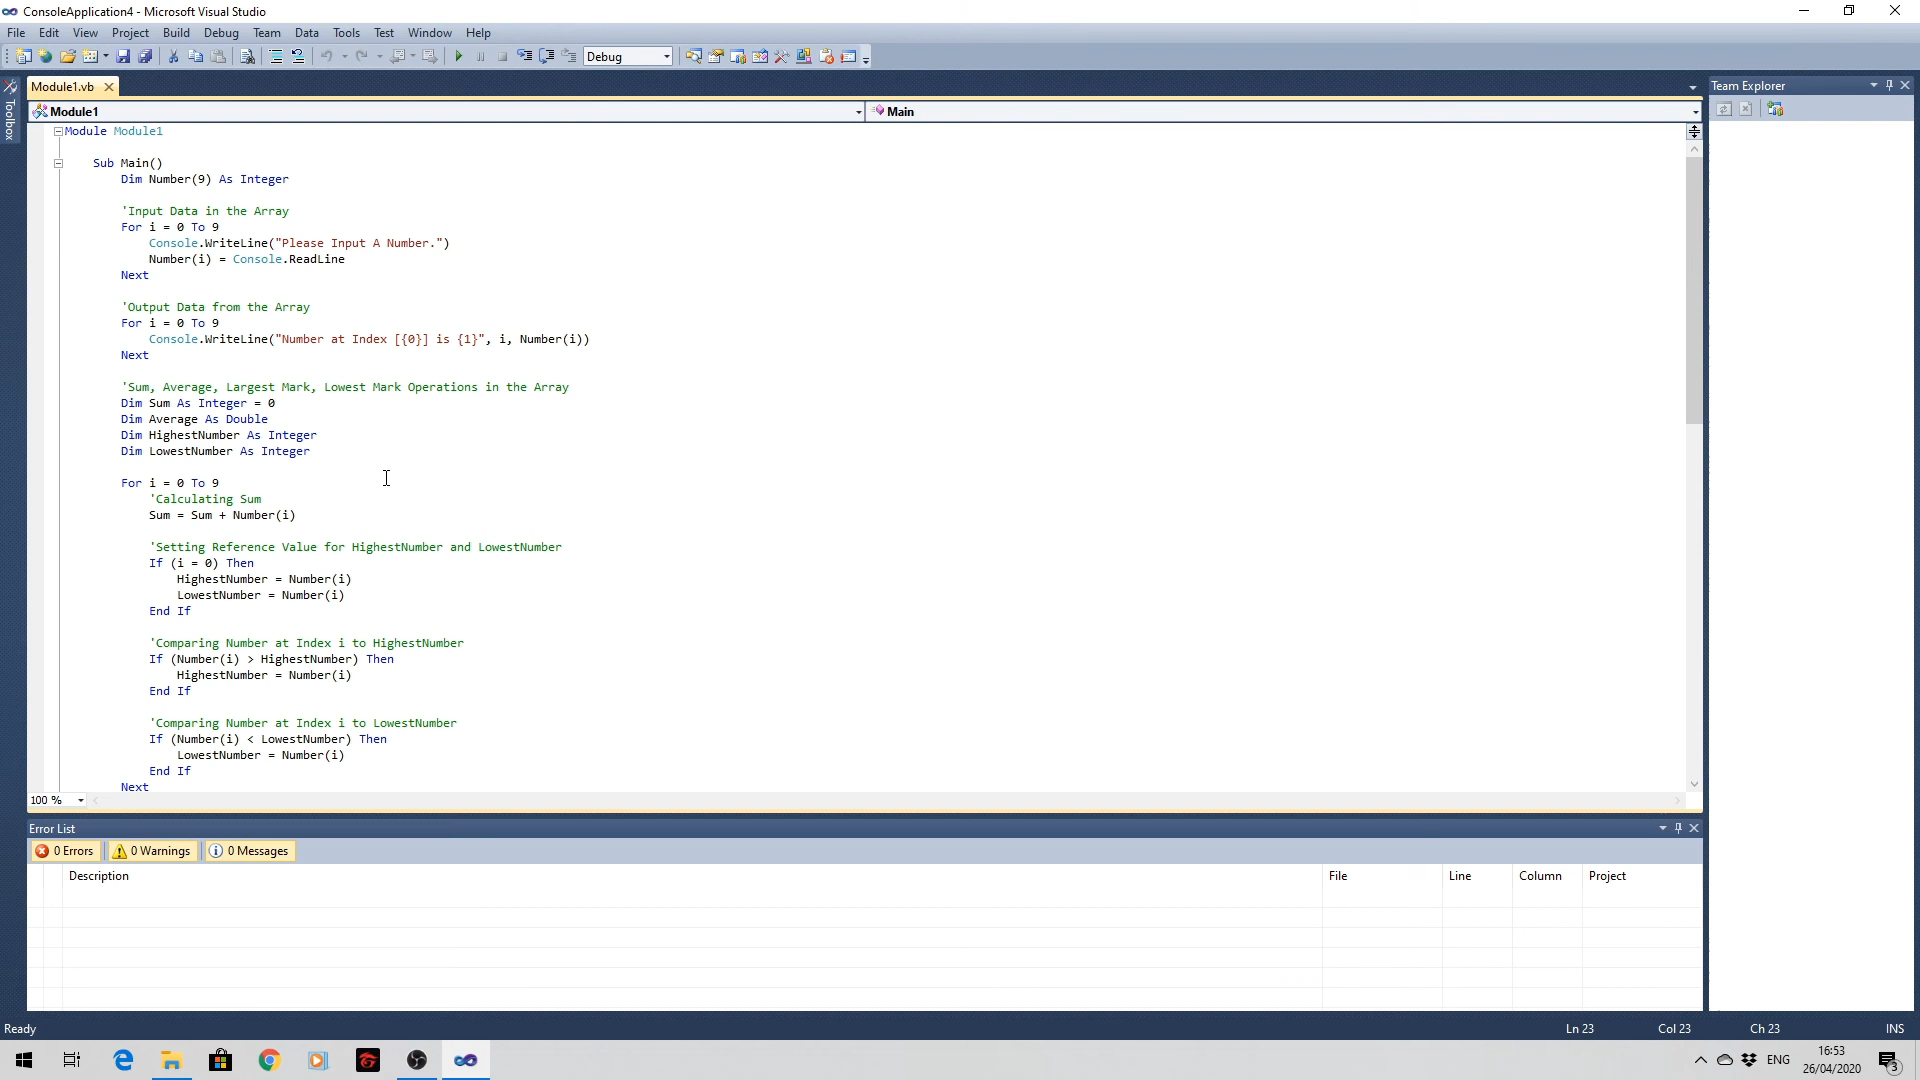 ConsoleApplication4 - Microsoft Visual Studio
File Edit View Project Build Debug Team Data Tools Test Window Help
Debug
Toolbox
Module1.vb
Team Explorer
Module1
Main
Module Module1
Sub Main()
Dim Number(9) As Integer
'Input Data in the Array
For i = 0 To 9
Console.WriteLine("Please Input A Number.")
Number(i) = Console.ReadLine
Next
'Output Data from the Array
For i = 0 To 9
Console.WriteLine("Number at Index [{0}] is {1}", i, Number(i))
Next
'Sum, Average, Largest Mark, Lowest Mark Operations in the Array
Dim Sum As Integer = 0
Dim Average As Double
Dim HighestNumber As Integer
Dim LowestNumber As Integer
For i = 0 To 9
'Calculating Sum
Sum = Sum + Number(i)
'Setting Reference Value for HighestNumber and LowestNumber
If (i = 0) Then
HighestNumber = Number(i)
LowestNumber = Number(i)
End If
'Comparing Number at Index i to HighestNumber
If (Number(i) > HighestNumber) Then
HighestNumber = Number(i)
End If
'Comparing Number at Index i to LowestNumber
If (Number(i) < LowestNumber) Then
LowestNumber = Number(i)
End If
Next
100 %
Error List
0 Errors 0 Warnings 0 Messages
Description File Line Column Project
Ready Ln 23 Col 23 Ch 23 INS
ENG
16:53
26/04/2020
3